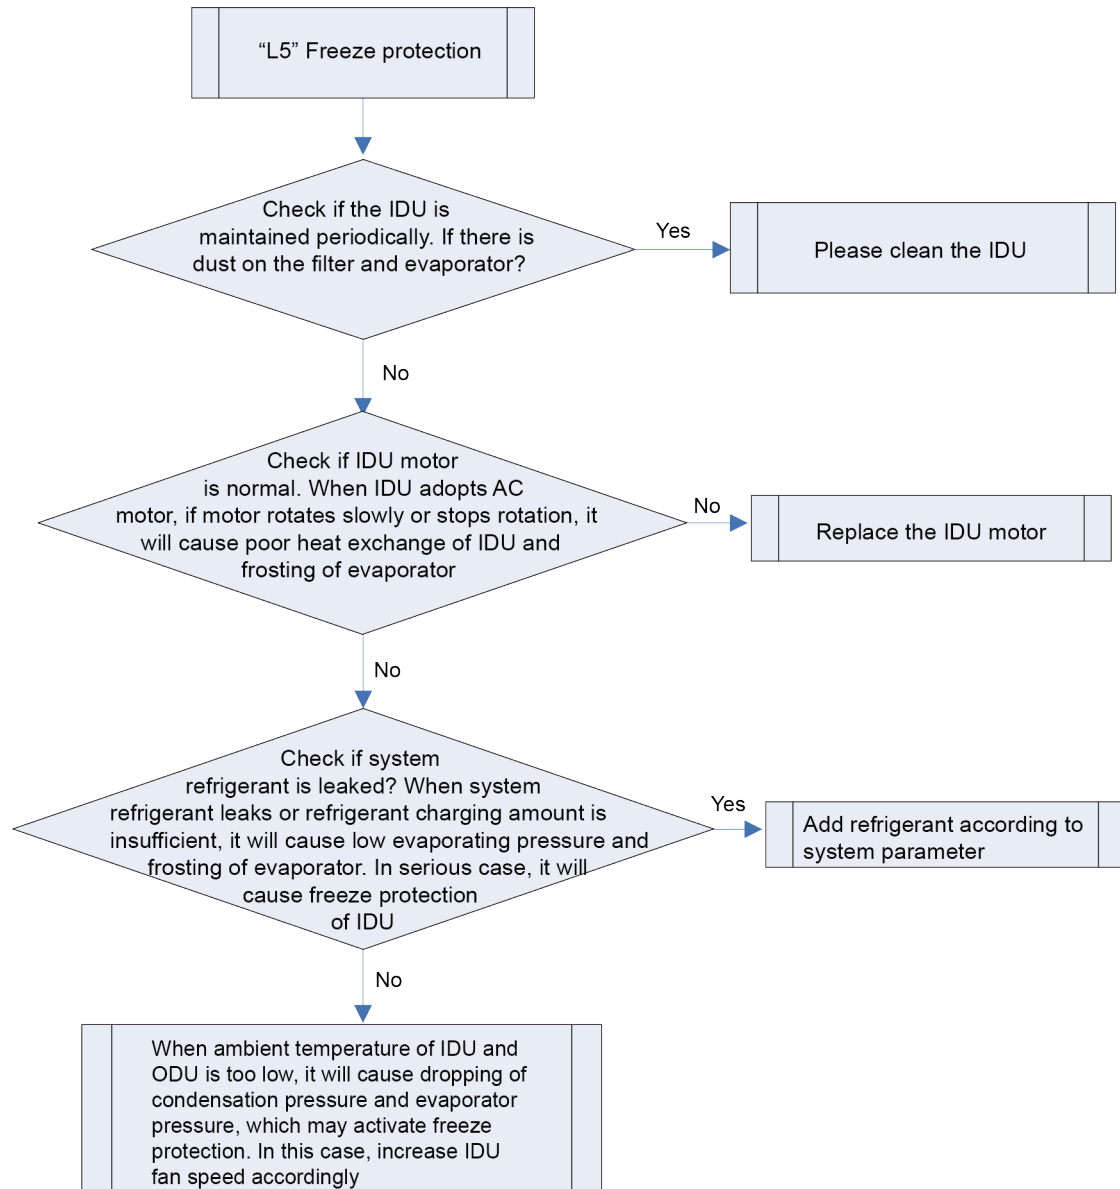 “L5” Freeze protection
Check if the IDU is
maintained periodically. If there is
dust on the filter and evaporator?
Yes
Please clean the IDU
No
Check if IDU motor
is normal. When IDU adopts AC
motor, if motor rotates slowly or stops rotation, it
will cause poor heat exchange of IDU and
frosting of evaporator
No
Replace the IDU motor
No
Check if system
refrigerant is leaked? When system
refrigerant leaks or refrigerant charging amount is
insufficient, it will cause low evaporating pressure and
frosting of evaporator. In serious case, it will
cause freeze protection
of IDU
Yes
Add refrigerant according to
system parameter
No
When ambient temperature of IDU and
ODU is too low, it will cause dropping of
condensation pressure and evaporator
pressure, which may activate freeze
protection. In this case, increase IDU
fan speed accordingly